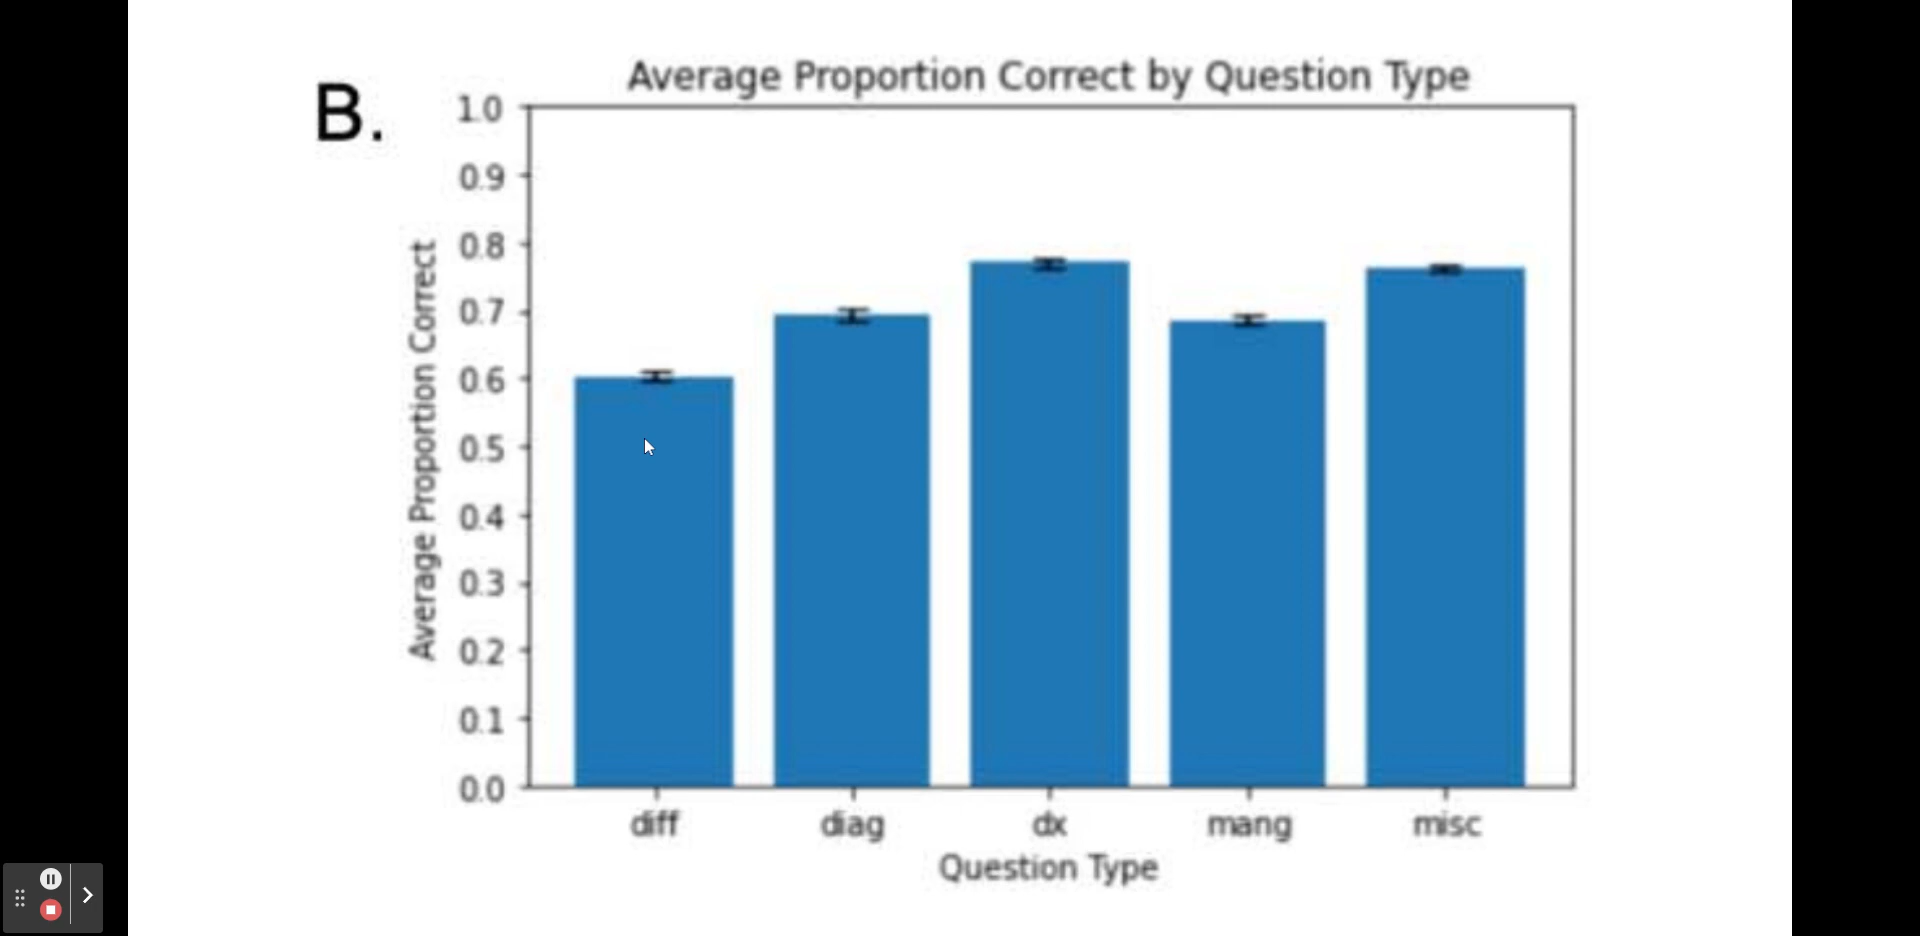 B.
Average Proportion Correct by Question Type
Average Proportion Correct
1.0
0.9
0.8
0.7
0.6
0.5
0.4
0.3
0.2
0.1
0.0
diff diag dx mang misc
Question Type